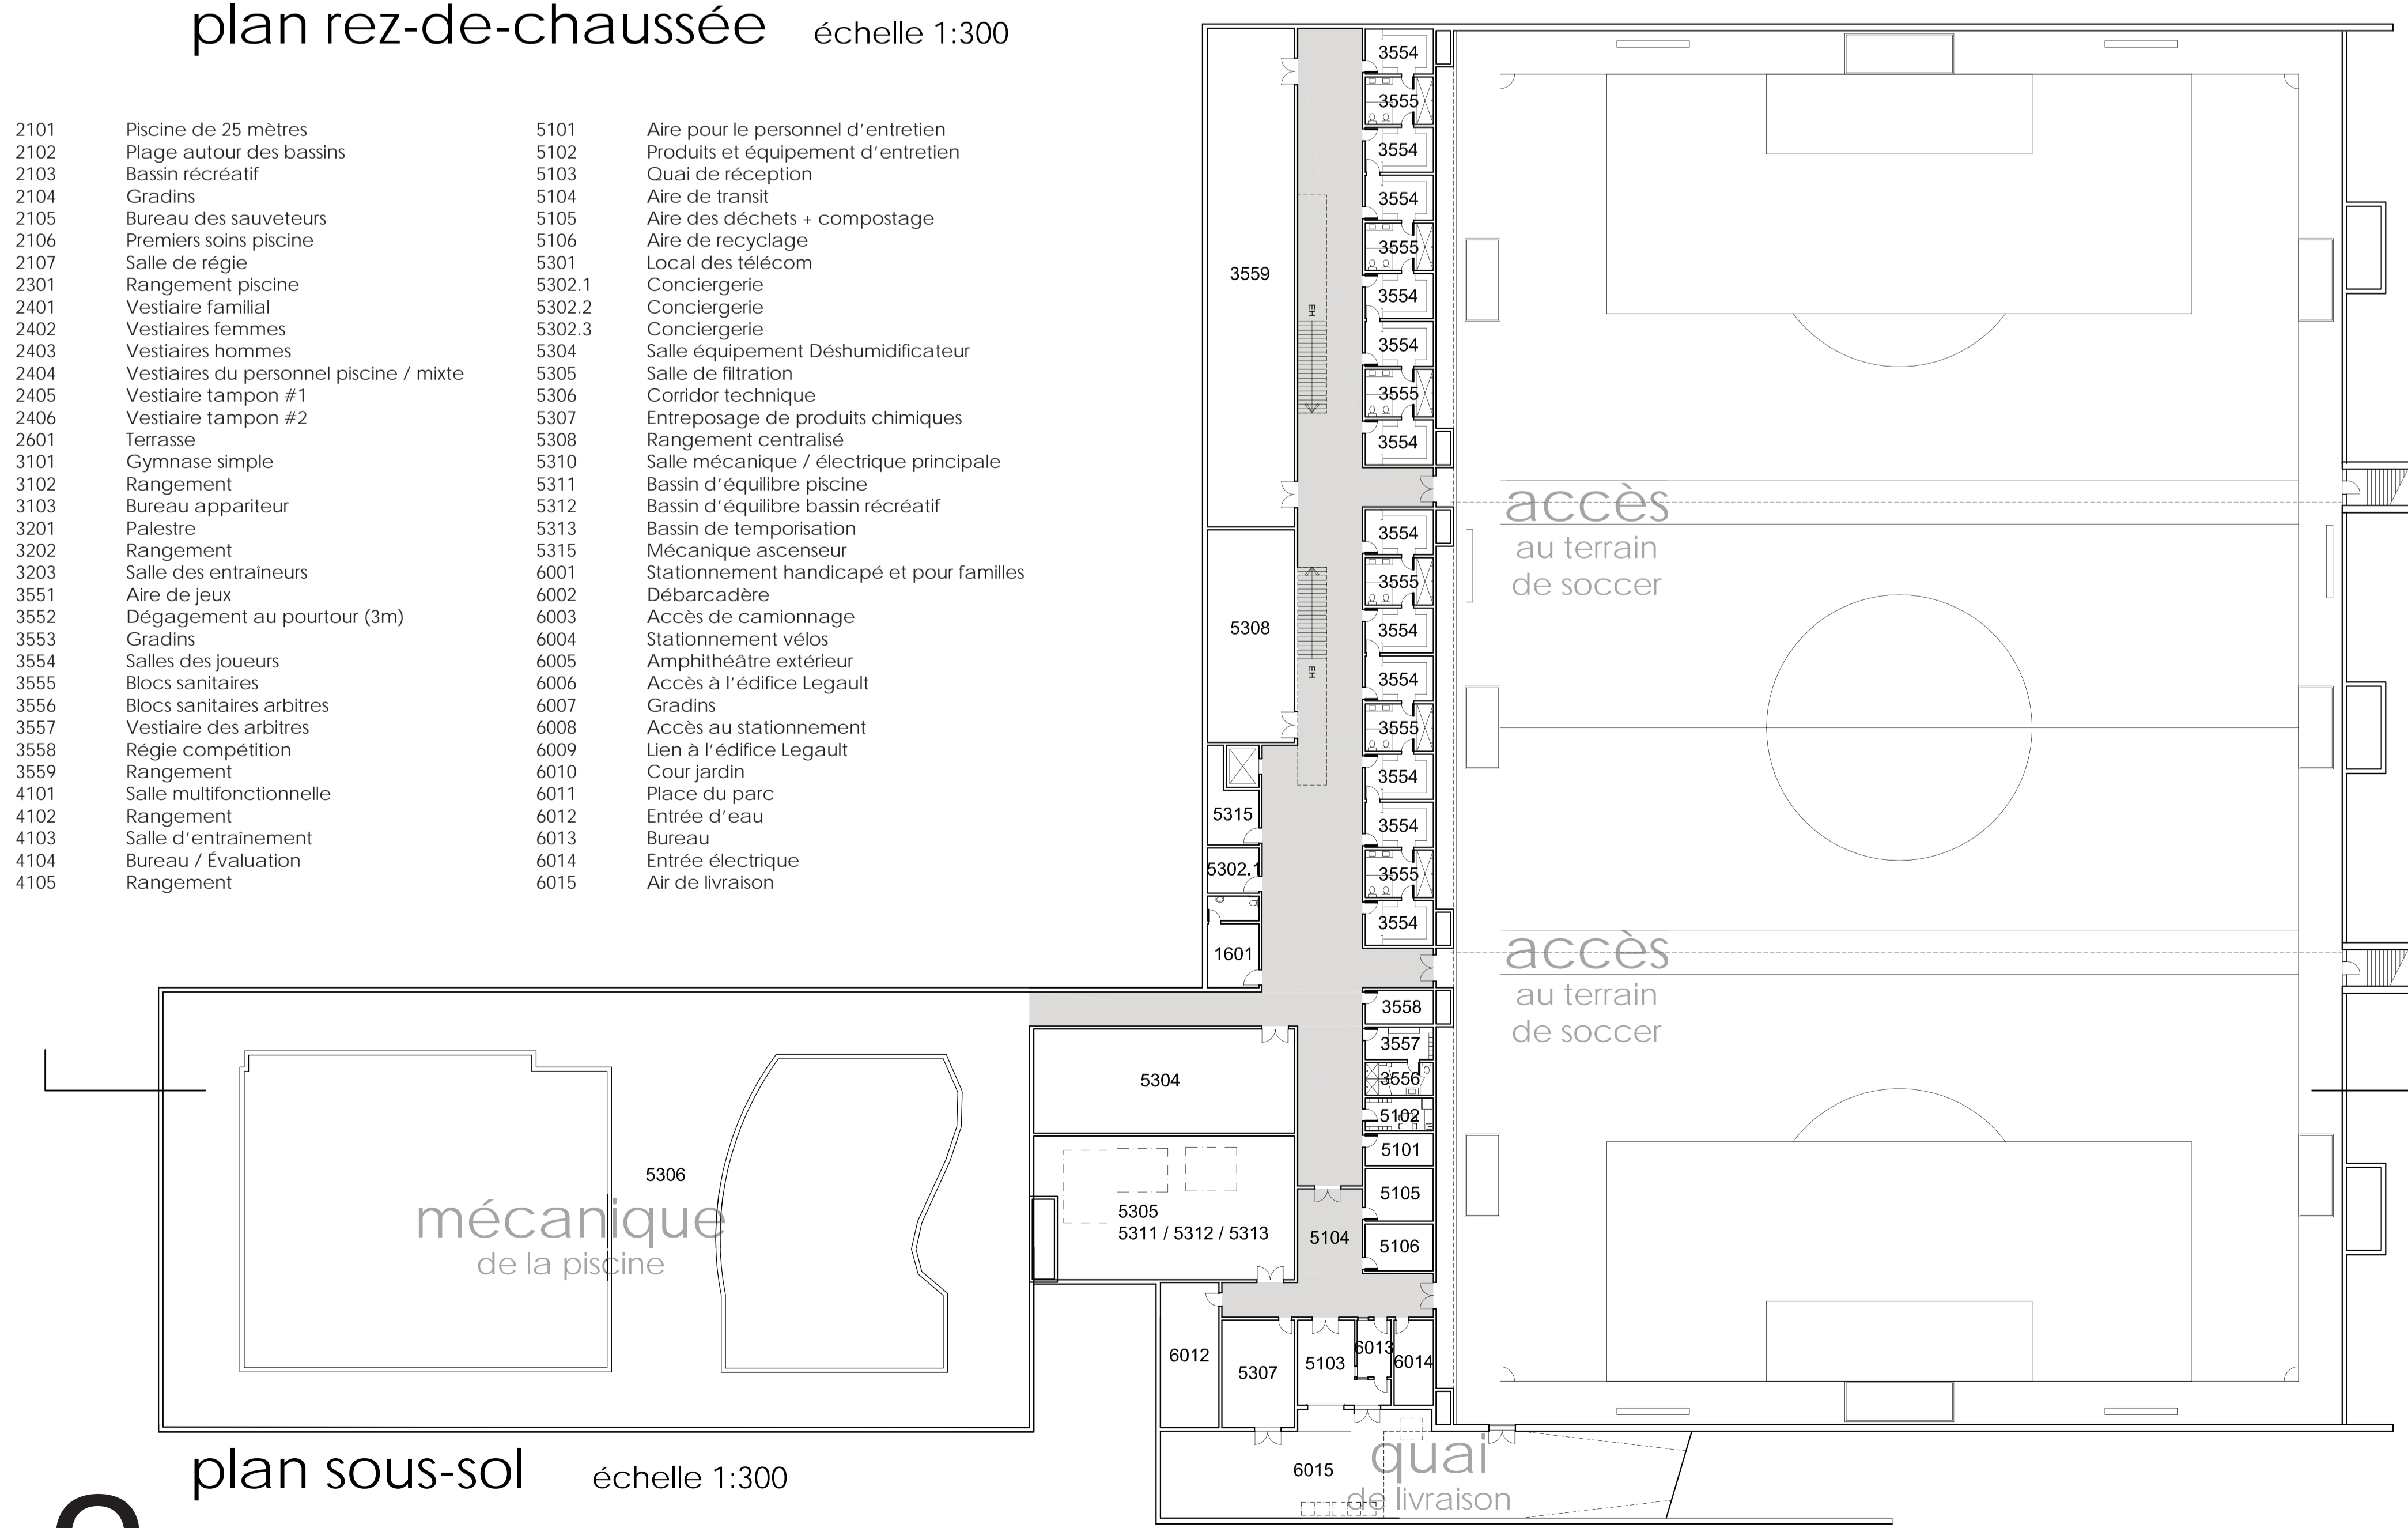 plan rez-de-chaussée échelle 1:300
2101 Piscine de 25 mètres
2102 Plage autour des bassins
2103 Bassin récréatif
2104 Gradins
2105 Bureau des sauveteurs
2106 Premiers soins piscine
2107 Salle de régie
2301 Rangement piscine
2401 Vestiaire familial
2402 Vestiaires femmes
2403 Vestiaires hommes
2404 Vestiaires du personnel piscine / mixte
2405 Vestiaire tampon #1
2406 Vestiaire tampon #2
2601 Terrasse
3101 Gymnase simple
3102 Rangement
3103 Bureau appariteur
3201 Palestre
3202 Rangement
3203 Salle des entraîneurs
3551 Aire de jeux
3552 Dégagement au pourtour (3m)
3553 Gradins
3554 Salles des joueurs
3555 Blocs sanitaires
3556 Blocs sanitaires arbitres
3557 Vestiaire des arbitres
3558 Régie compétition
3559 Rangement
4101 Salle multifonctionnelle
4102 Rangement
4103 Salle d'entraînement
4104 Bureau / Évaluation
4105 Rangement
5101 Aire pour le personnel d'entretien
5102 Produits et équipement d'entretien
5103 Quai de réception
5104 Aire de transit
5105 Aire des déchets + compostage
5106 Aire de recyclage
5301 Local des télécom
5302.1 Conciergerie
5302.2 Conciergerie
5302.3 Conciergerie
5304 Salle équipement Déshumidificateur
5305 Salle de filtration
5306 Corridor technique
5307 Entreposage de produits chimiques
5308 Rangement centralisé
5310 Salle mécanique / électrique principale
5311 Bassin d'équilibre piscine
5312 Bassin d'équilibre bassin récréatif
5313 Bassin de temporisation
5315 Mécanique ascenseur
6001 Stationnement handicapé et pour familles
6002 Débarcadère
6003 Accès de camionnage
6004 Stationnement vélos
6005 Amphithéâtre extérieur
6006 Accès à l'édifice Legault
6007 Gradins
6008 Accès au stationnement
6009 Lien à l'édifice Legault
6010 Cour jardin
6011 Place du parc
6012 Entrée d'eau
6013 Bureau
6014 Entrée électrique
6015 Air de livraison
3559
5308
5315
5302.1
1601
EH
EH
3554
3555
3554
3554
3555
3554
3554
3555
3554
3554
3555
3554
3554
3555
3554
3554
3555
3554
3558
3557
3556
5102
5101
5105
5106
accès
au terrain
de soccer
accès
au terrain
de soccer
5304
5306
mécanique
de la piscine
5305
5311 / 5312 / 5313
5104
6012
5307
5103
6013
6014
6015
quai
de livraison
plan sous-sol échelle 1:300